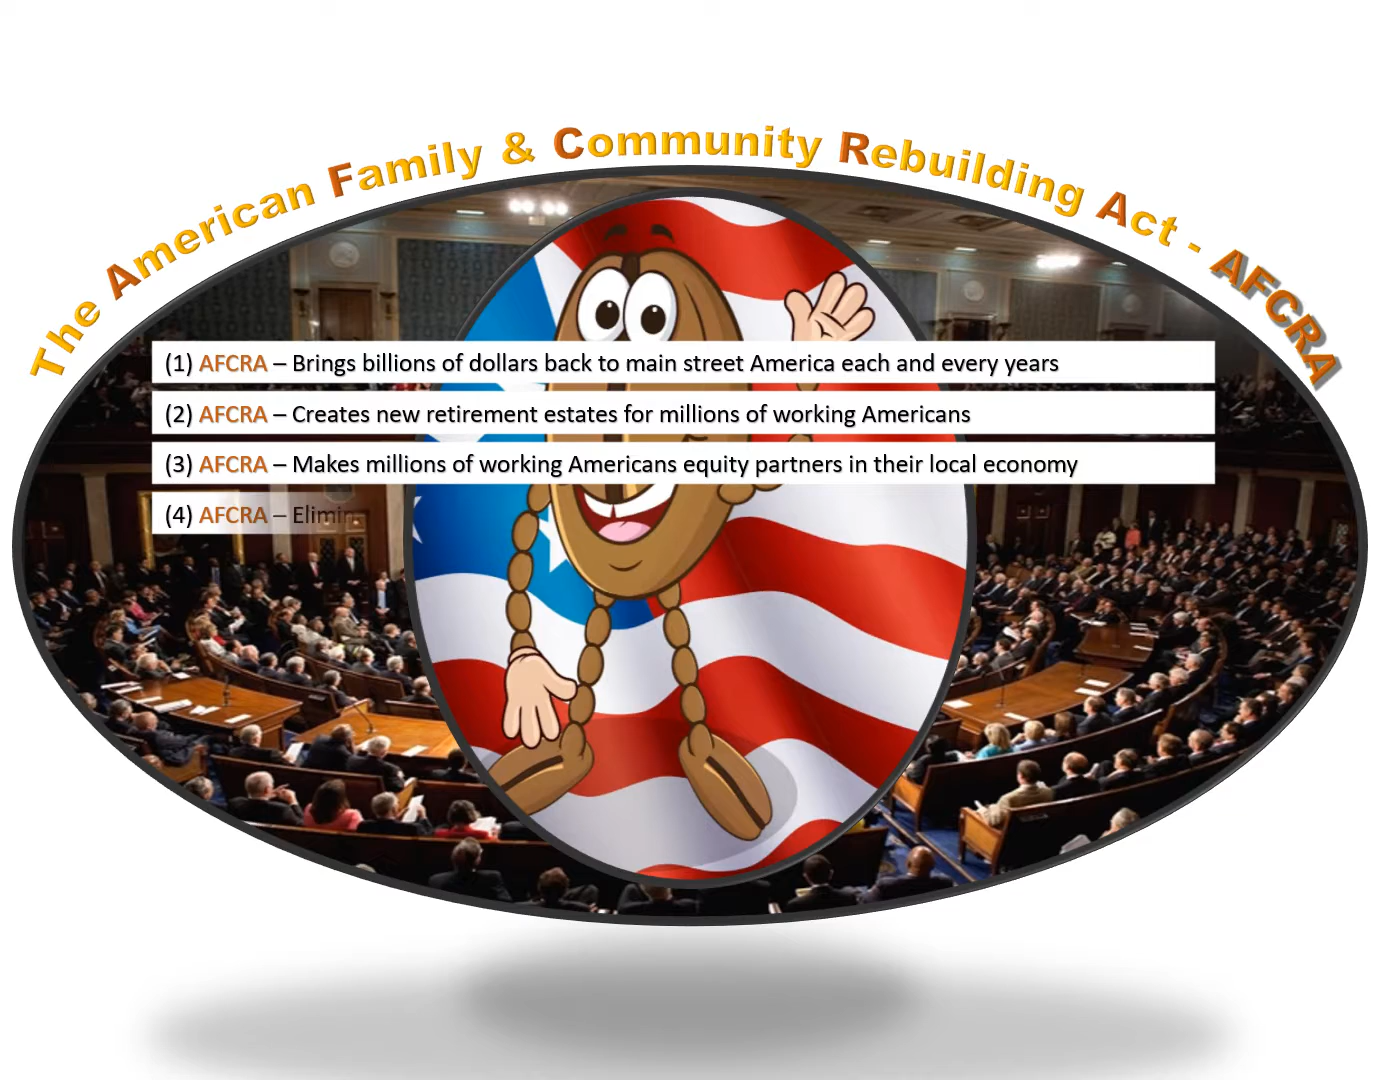 The American Family & Community Rebuilding Act - AFCRA
(1) AFCRA – Brings billions of dollars back to main street America each and every years
(2) AFCRA – Creates new retirement estates for millions of working Americans
(3) AFCRA – Makes millions of working Americans equity partners in their local economy
(4) AFCRA – Elimin